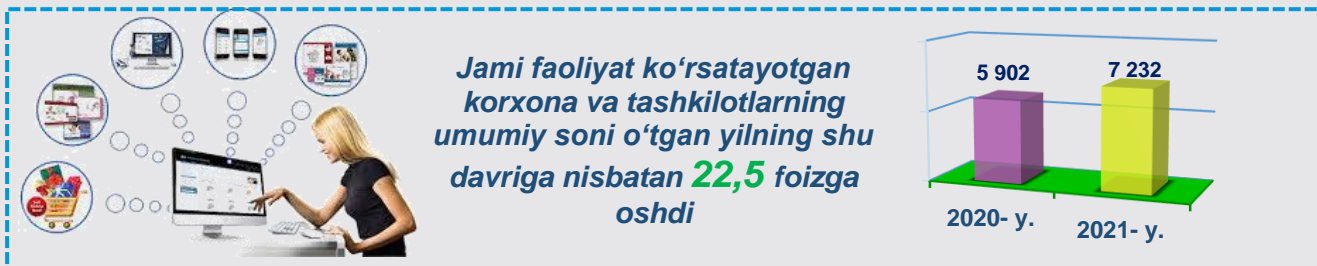 Jami faoliyat ko‘rsatayotgan
korxona va tashkilotlarning
umumiy soni o‘tgan yilning shu
davriga nisbatan 22,5 foizga
oshdi
5 902
7 232
2020- y.
2021- y.